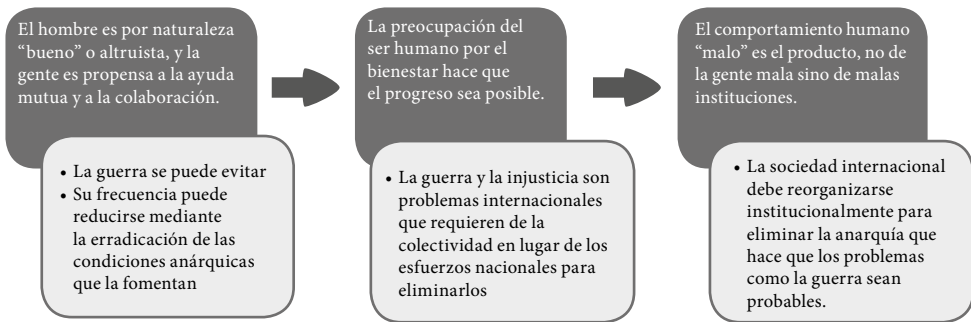 El hombre es por naturaleza
“bueno” o altruista, y la
gente es propensa a la ayuda
mutua y a la colaboración.
• La guerra se puede evitar
• Su frecuencia puede
reducirse mediante
la erradicación de las
condiciones anárquicas
que la fomentan
La preocupación del
ser humano por el
bienestar hace que
el progreso sea posible.
• La guerra y la injusticia son
problemas internacionales
que requieren de la
colectividad en lugar de los
esfuerzos nacionales para
eliminarlos
El comportamiento humano
“malo” es el producto, no de
la gente mala sino de malas
instituciones.
• La sociedad internacional
debe reorganizarse
institucionalmente para
eliminar la anarquía que
hace que los problemas
como la guerra sean
probables.